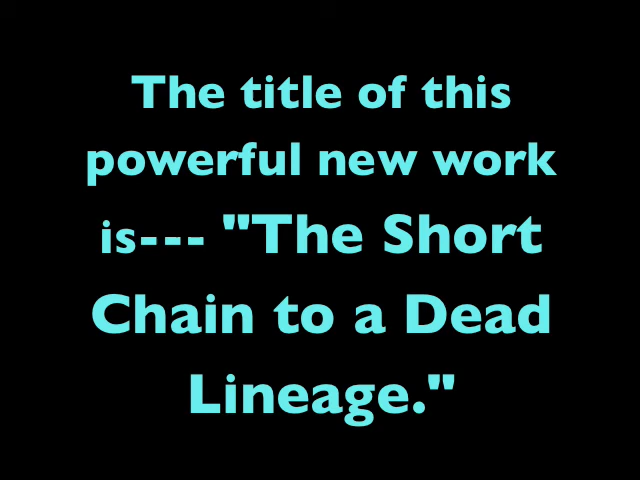 The title of this
powerful new work
is--- "The Short
Chain to a Dead
Lineage."